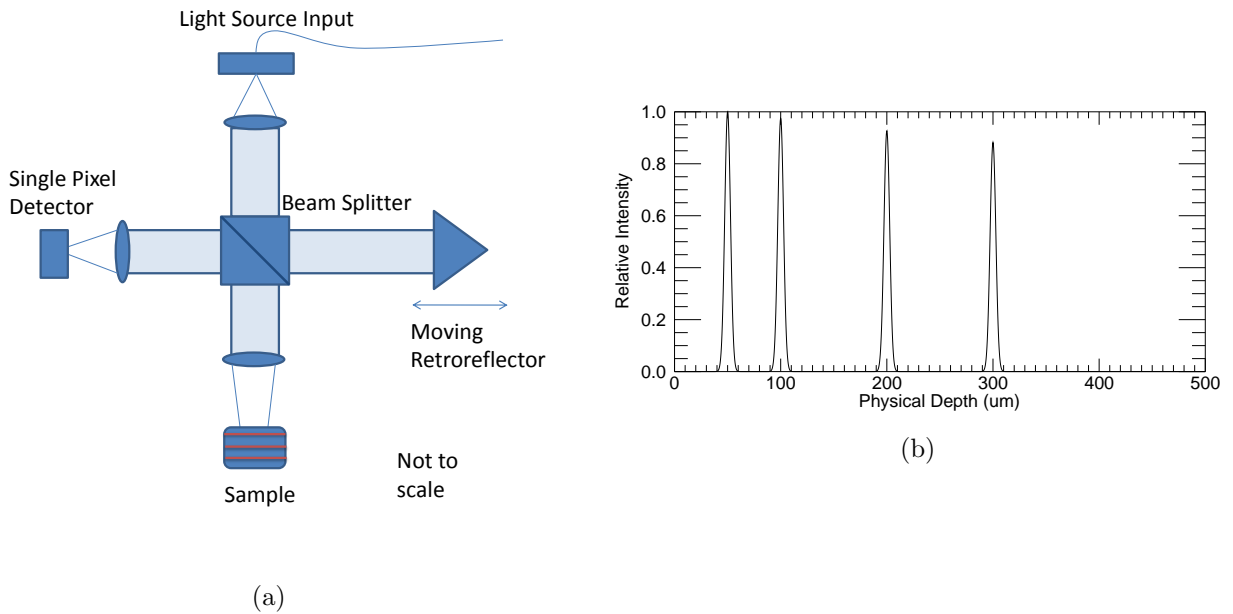 Light Source Input
Single Pixel
Detector
Beam Splitter
Moving
Retroreflector
Sample
Not to
scale
(a)
Relative Intensity
1.0
0.8
0.6
0.4
0.2
0.0
0 100 200 300 400 500
Physical Depth (um)
(b)